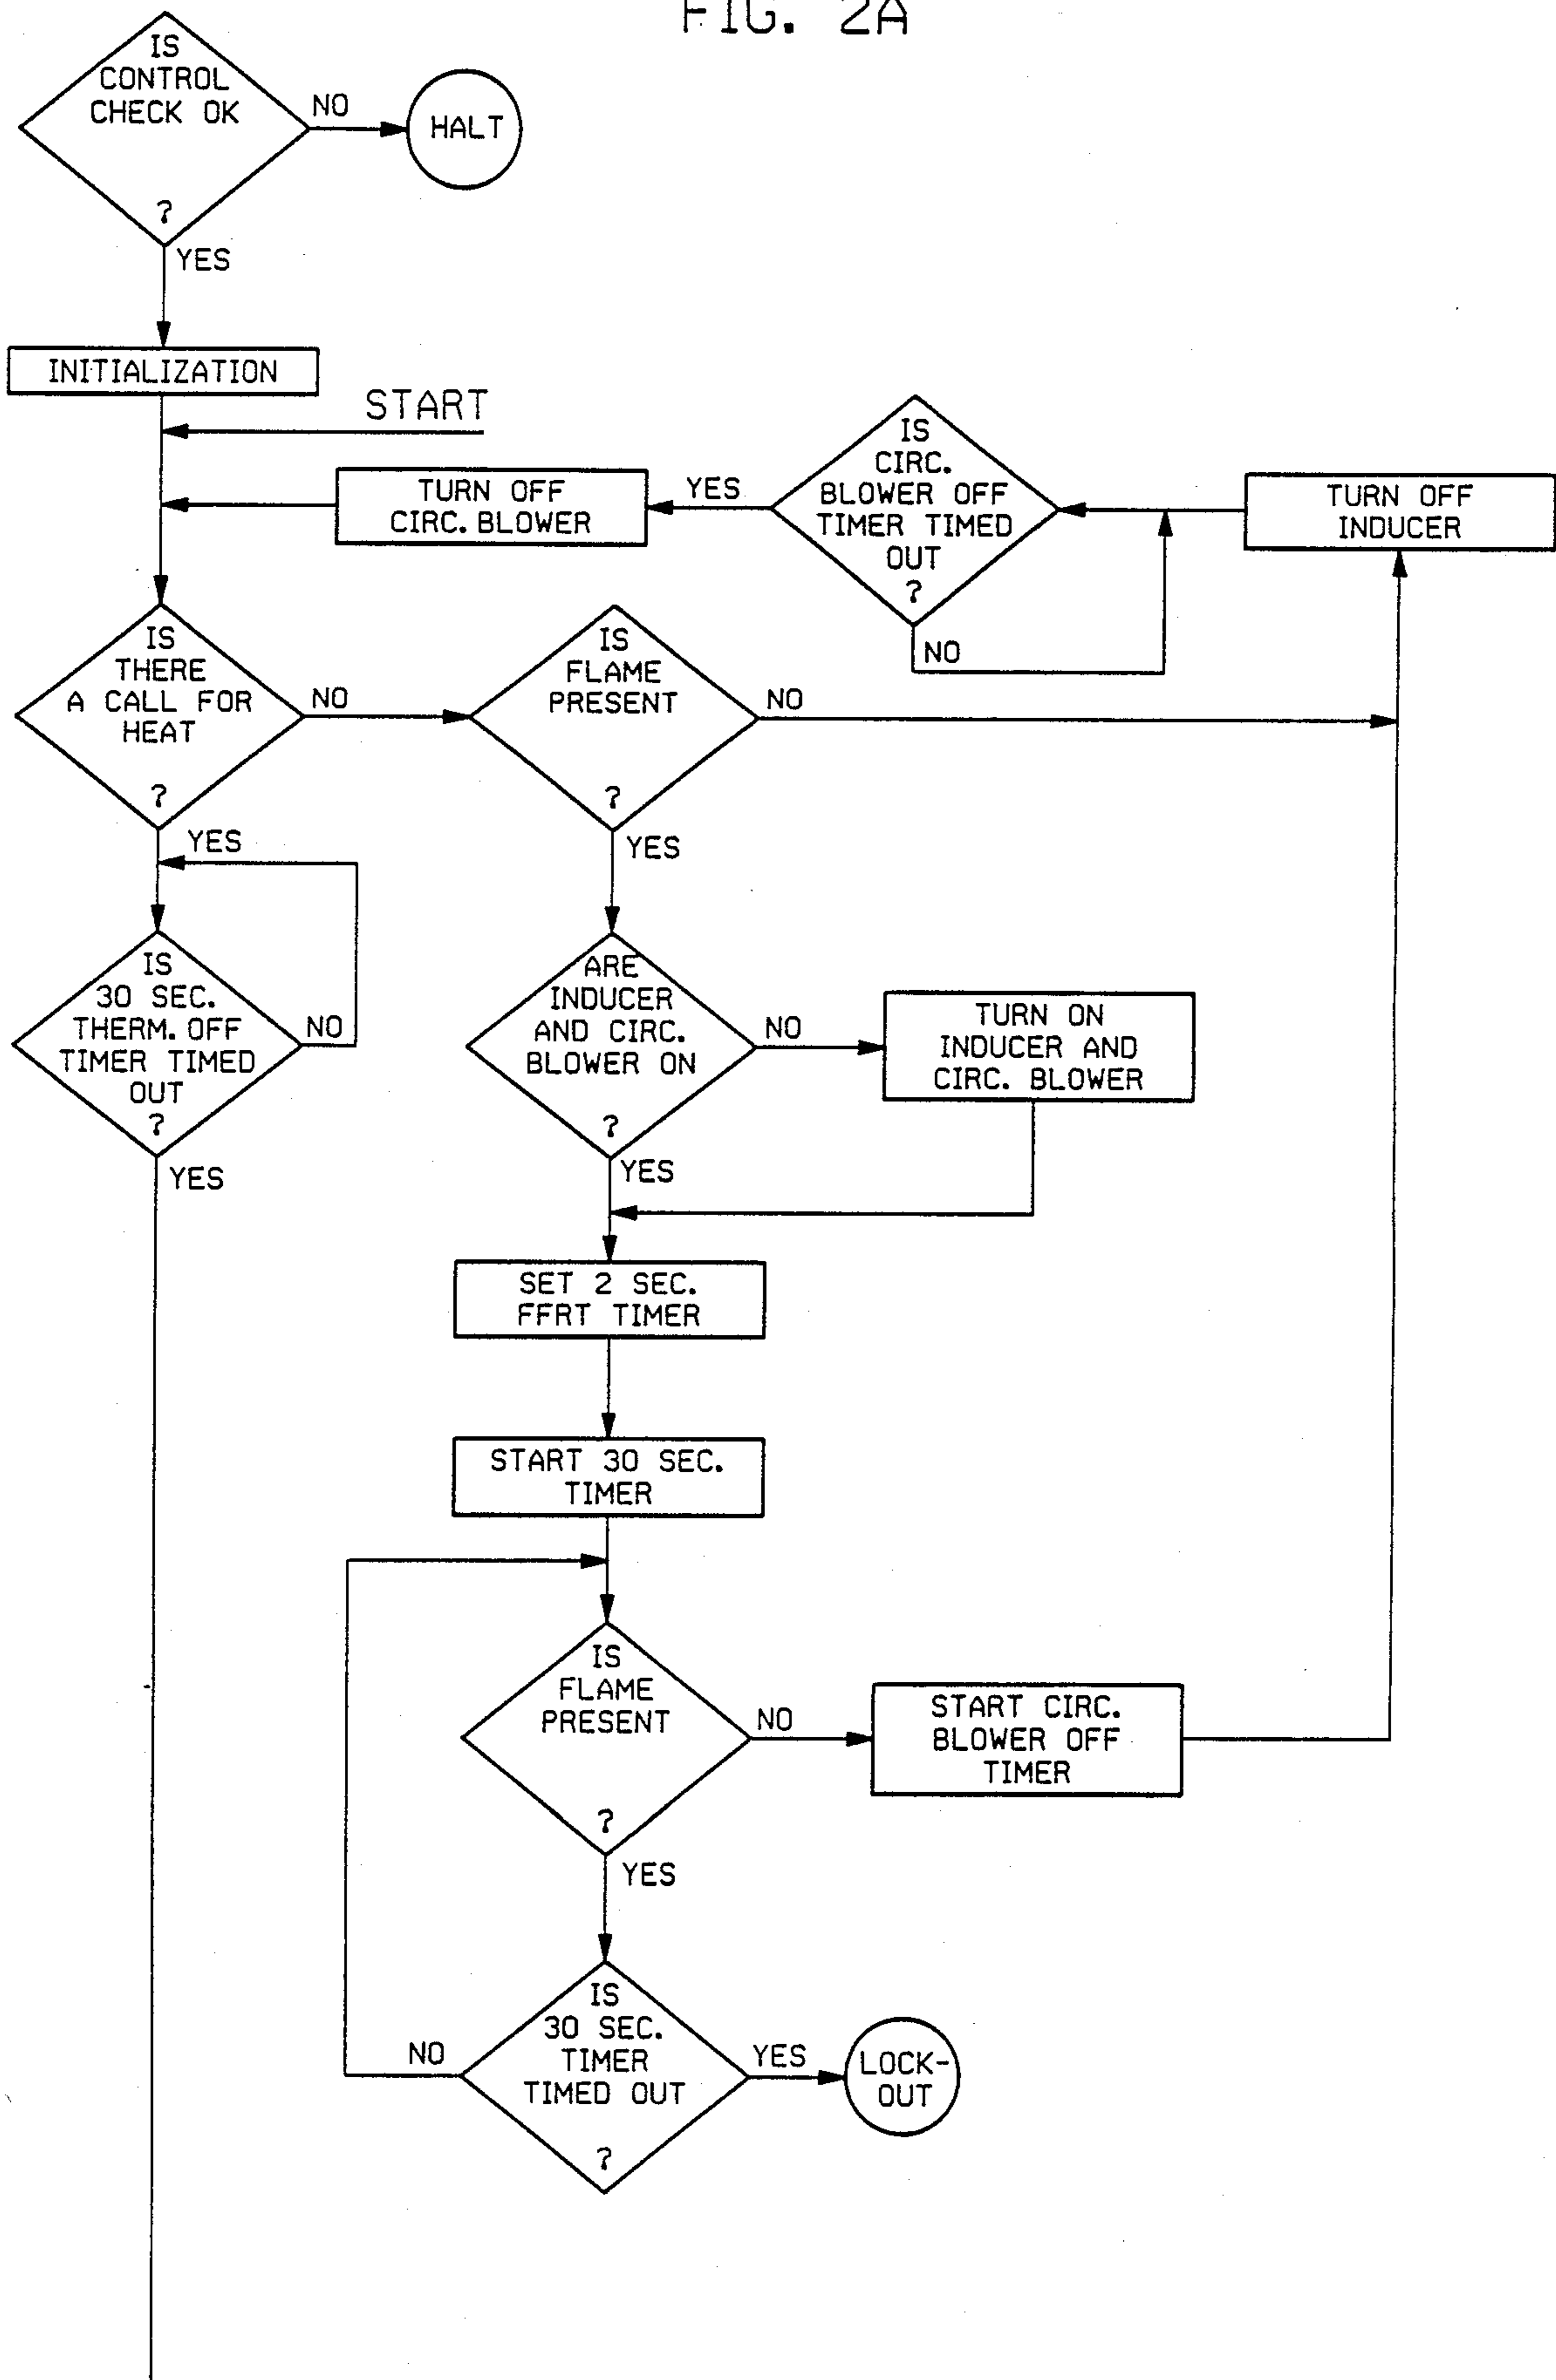 FIG. 2A
IS
CONTROL
CHECK OK
?
NO
HALT
YES
INITIALIZATION
START
TURN OFF
CIRC. BLOWER
YES
IS
CIRC.
BLOWER OFF
TIMER TIMED
OUT
?
NO
TURN OFF
INDUCER
IS
THERE
A CALL FOR
HEAT
?
NO
YES
IS
FLAME
PRESENT
?
NO
YES
IS
30 SEC.
THERM. OFF
TIMER TIMED
OUT
?
NO
YES
ARE
INDUCER
AND CIRC.
BLOWER ON
?
NO
YES
TURN ON
INDUCER AND
CIRC. BLOWER
SET 2 SEC.
FFRT TIMER
START 30 SEC.
TIMER
IS
FLAME
PRESENT
?
NO
YES
START CIRC.
BLOWER OFF
TIMER
IS
30 SEC.
TIMER
TIMED OUT
?
NO
YES
LOCK-
OUT